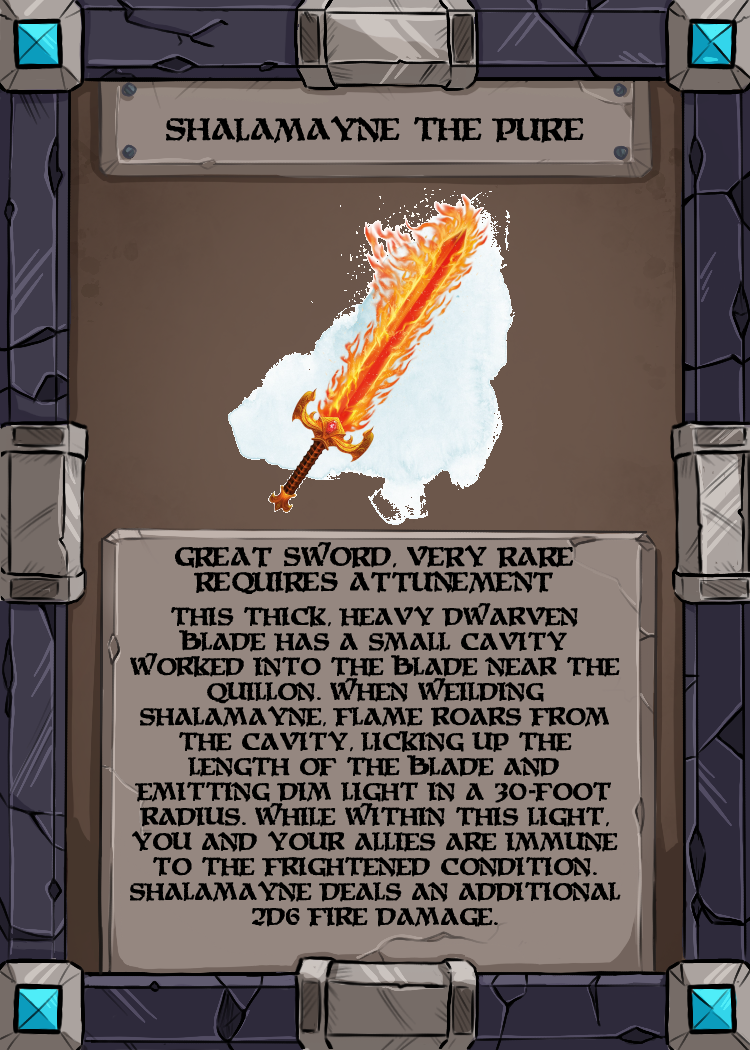 SHALAMAYNE THE PURE
GREAT SWORD, VERY RARE
REQUIRES ATTUNEMENT
THIS THICK, HEAVY DWARVEN
BLADE HAS A SMALL CAVITY
WORKED INTO THE BLADE NEAR THE
QUILLON. WHEN WEILDING
SHALAMAYNE, FLAME ROARS FROM
THE CAVITY, LICKING UP THE
LENGTH OF THE BLADE AND
EMITTING DIM LIGHT IN A 30-FOOT
RADIUS. WHILE WITHIN THIS LIGHT,
YOU AND YOUR ALLIES ARE IMMUNE
TO THE FRIGHTENED CONDITION.
SHALAMAYNE DEALS AN ADDITIONAL
2D6 FIRE DAMAGE.